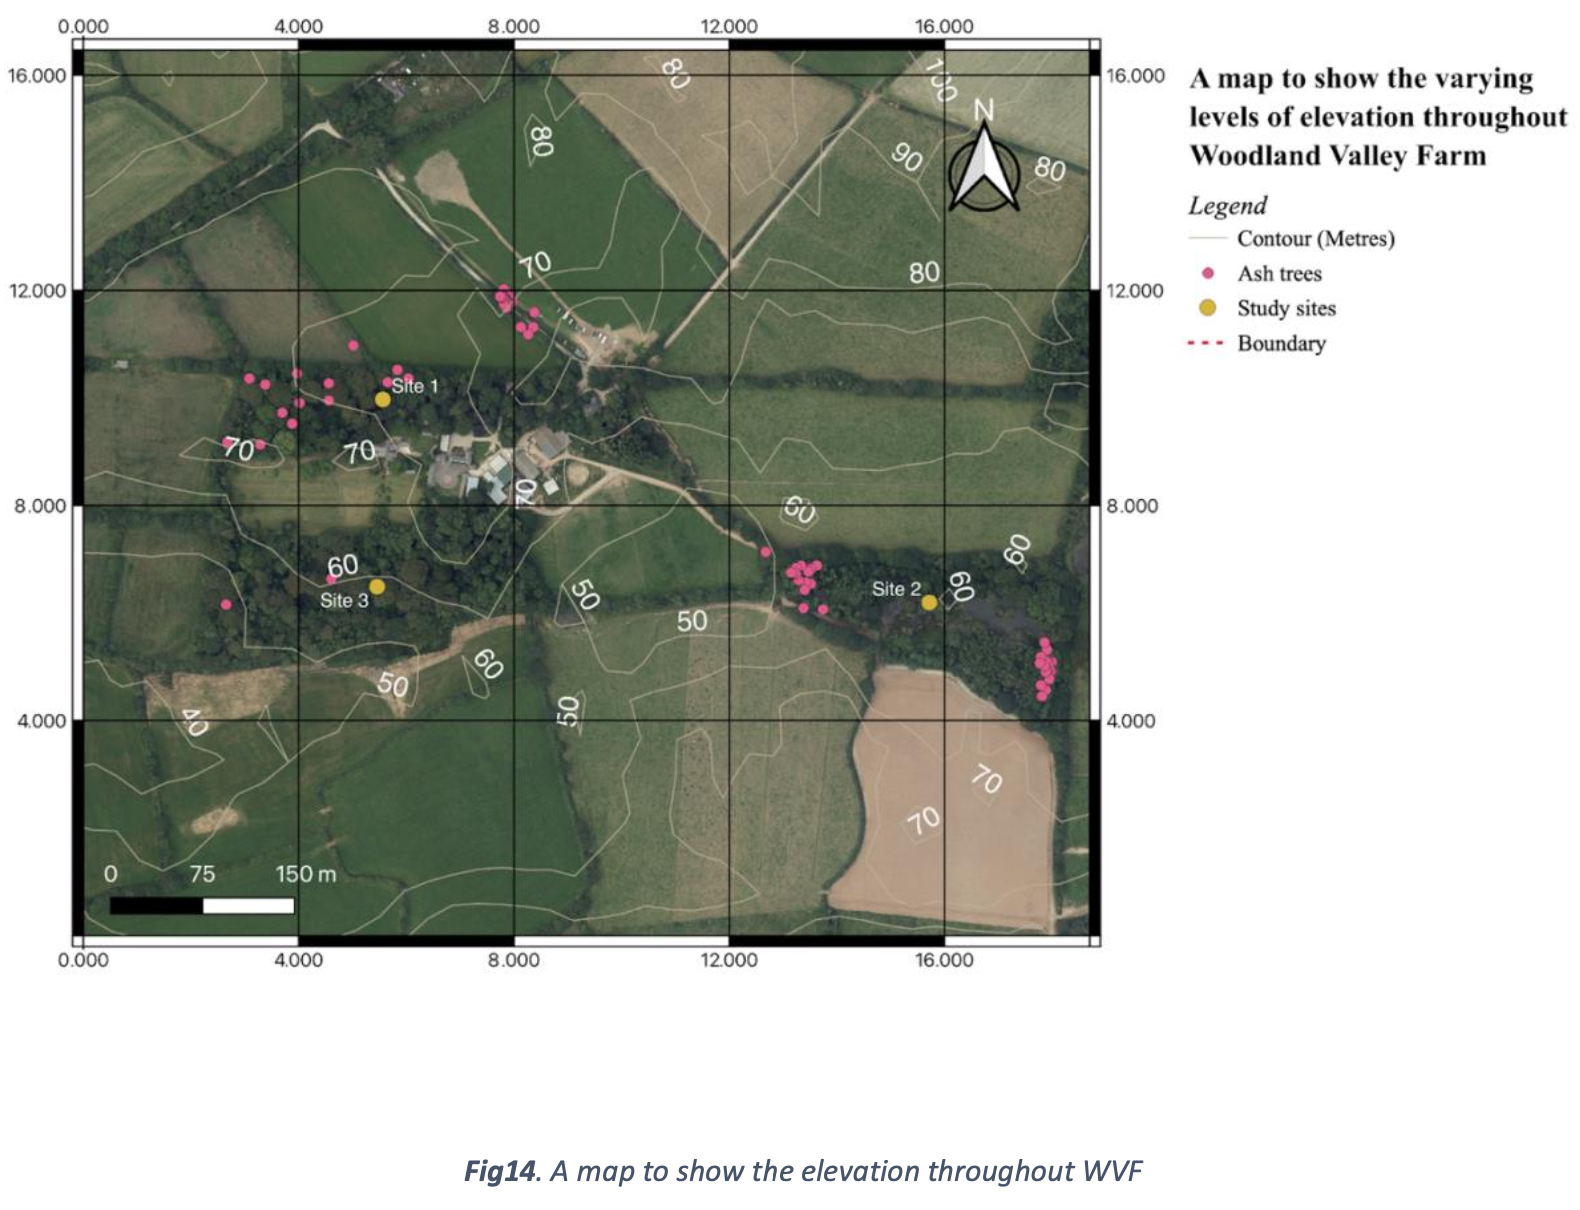 0.000 4.000 8.000 12.000 16.000
16.000
16.000
80
100
N
80
90
80
70
80
12.000
12.000
Site 1
70
70
70
8.000
8.000
60
60
60
Site 3
50
Site 2
60
50
60
50
50
40
4.000
4.000
70
70
0 75 150 m
0.000 4.000 8.000 12.000 16.000
A map to show the varying
levels of elevation throughout
Woodland Valley Farm
Legend
Contour (Metres)
Ash trees
Study sites
Boundary
Fig14. A map to show the elevation throughout WVF